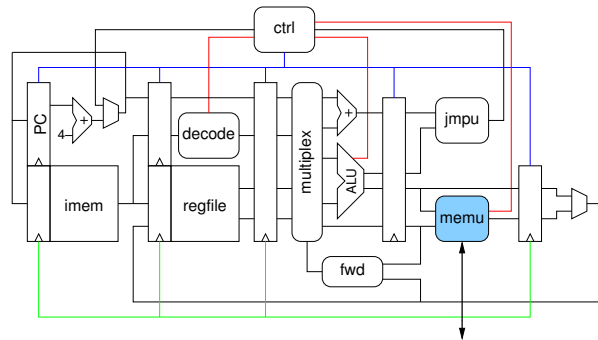 ctrl
PC
4
+
decode
multiplex
+
ALU
jmpu
imem
regfile
memu
fwd